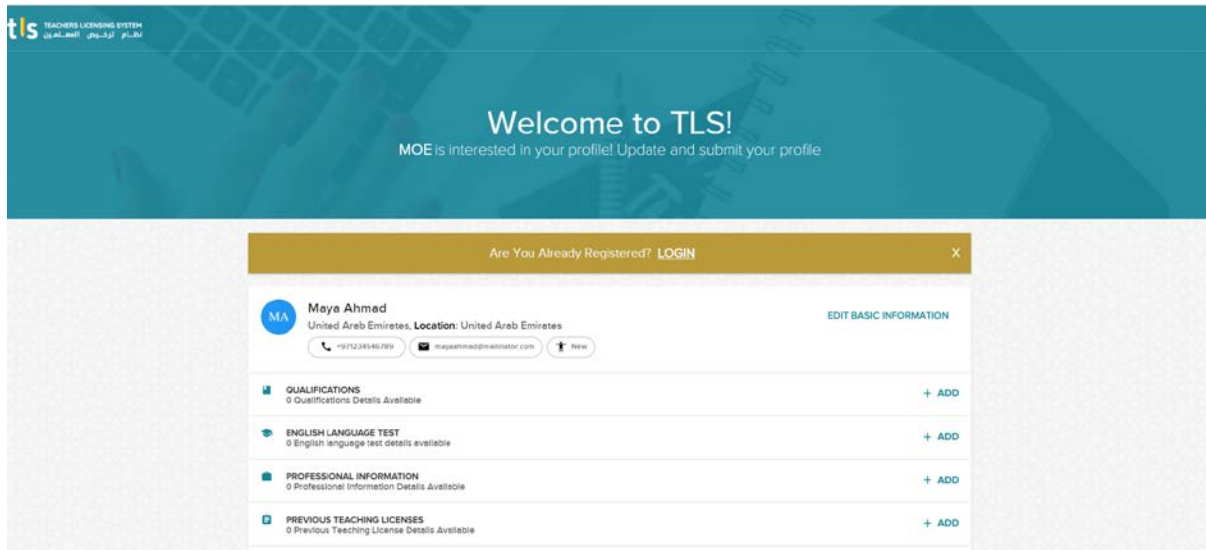 tls TEACHERS LICENSING SYSTEM
نظام ترخيص المعلمين
Welcome to TLS!
MOE is interested in your profile! Update and submit your profile
Are You Already Registered? LOGIN X
MA
Maya Ahmad
United Arab Emirates, Location: United Arab Emirates
EDIT BASIC INFORMATION
+971234546789 mayaahmad@mailinator.com New
QUALIFICATIONS
0 Qualifications Details Available
+ ADD
ENGLISH LANGUAGE TEST
0 English language test details available
+ ADD
PROFESSIONAL INFORMATION
0 Professional Information Details Available
+ ADD
PREVIOUS TEACHING LICENSES
0 Previous Teaching License Details Available
+ ADD